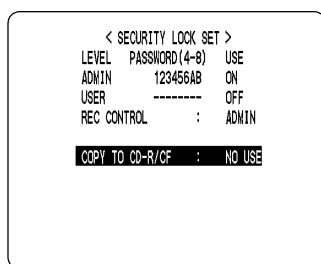 < SECURITY LOCK SET >
LEVEL PASSWORD(4-8) USE
ADMIN 123456AB ON
USER -------- OFF
REC CONTROL : ADMIN
COPY TO CD-R/CF : NO USE